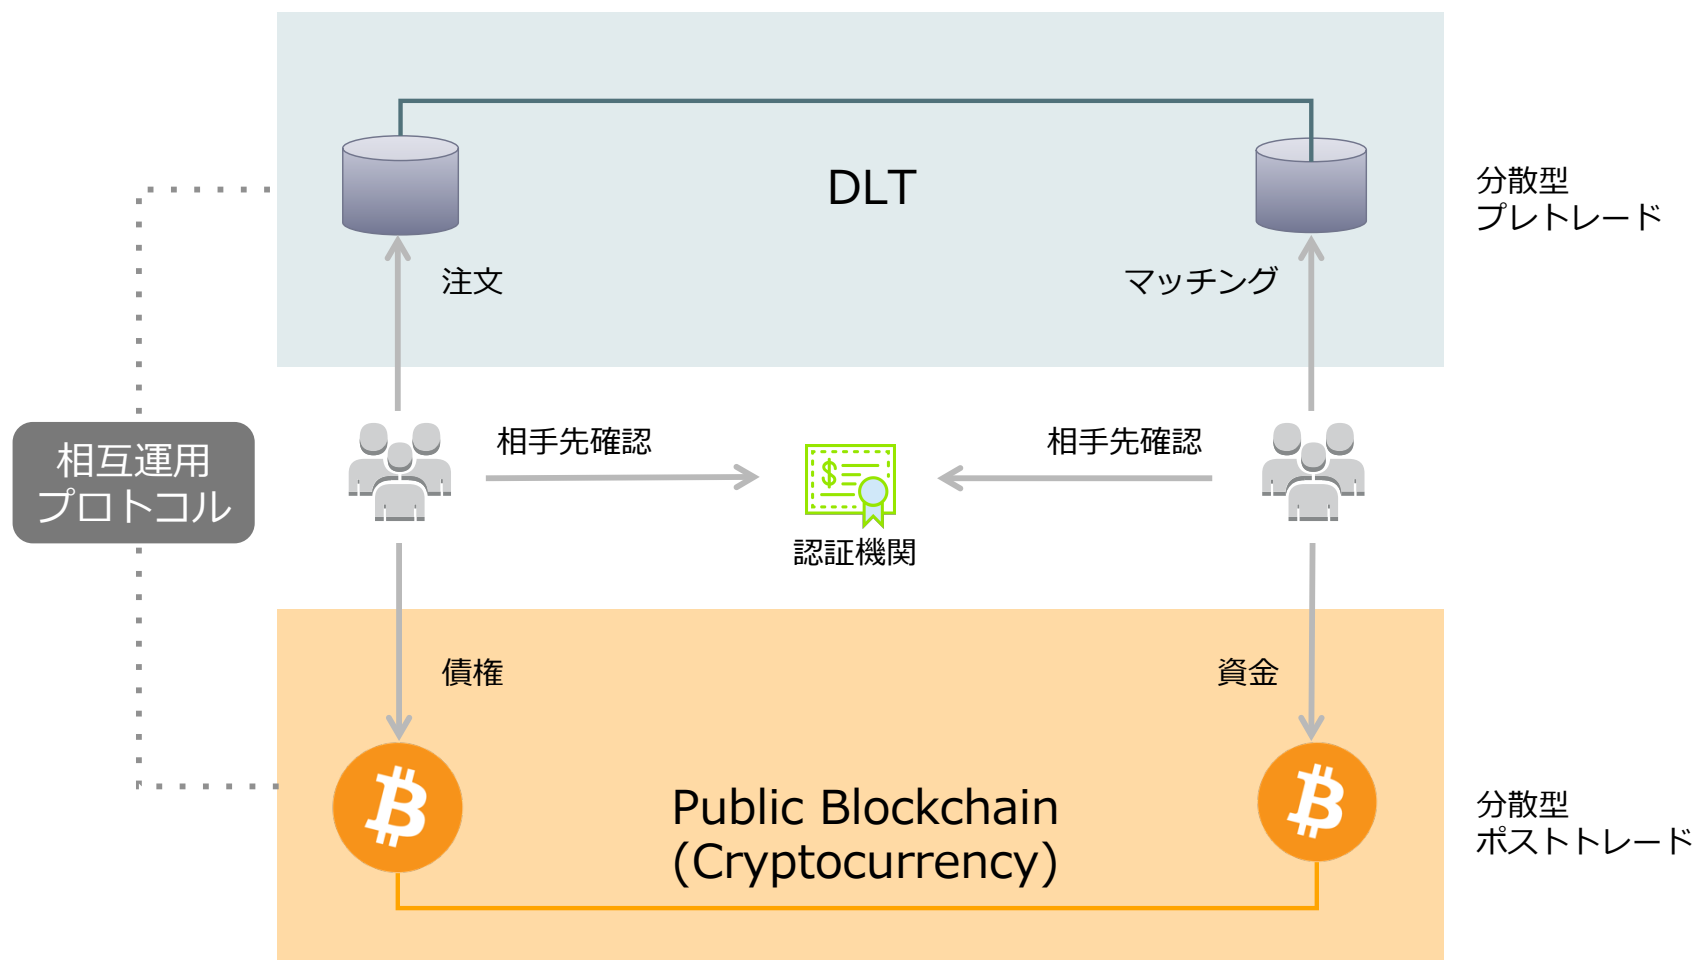 DLT
分散型
プレトレード
注文
マッチング
相互運用
プロトコル
相手先確認
相手先確認
$
認証機関
債権
資金
Public Blockchain
(Cryptocurrency)
分散型
ポストトレード